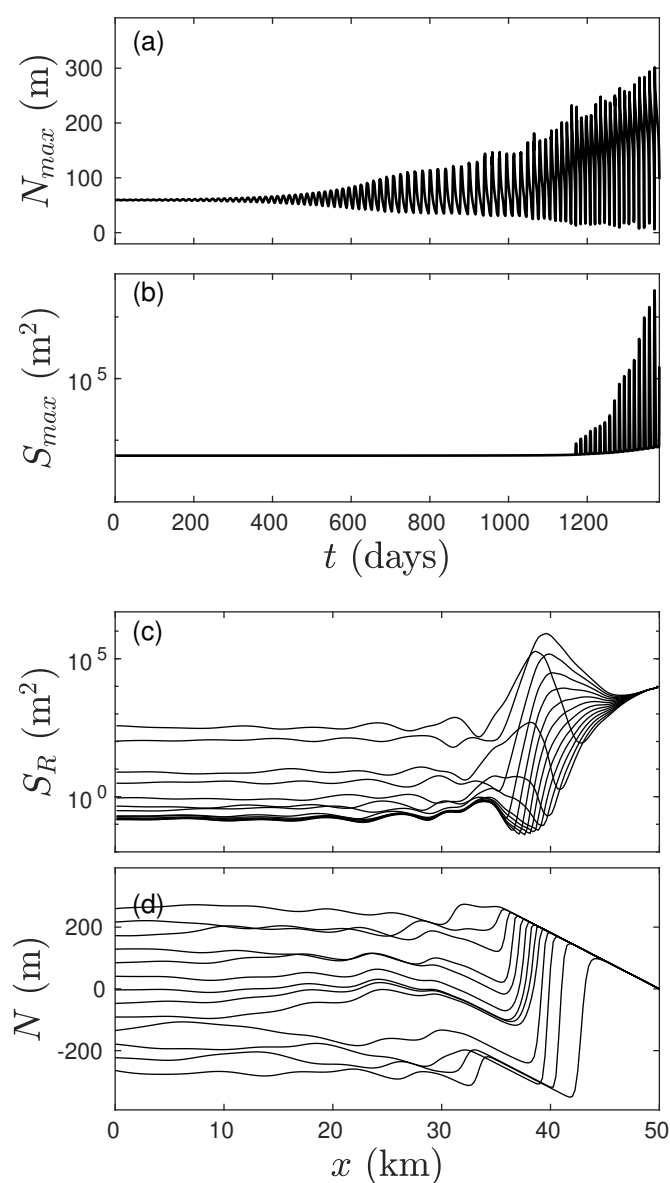 (a)
300
200
100
0
N_max (m)
(b)
10^5
S_max (m^2)
0 200 400 600 800 1000 1200
t (days)
(c)
10^5
10^0
S_R (m^2)
(d)
200
0
-200
N (m)
0 10 20 30 40 50
x (km)